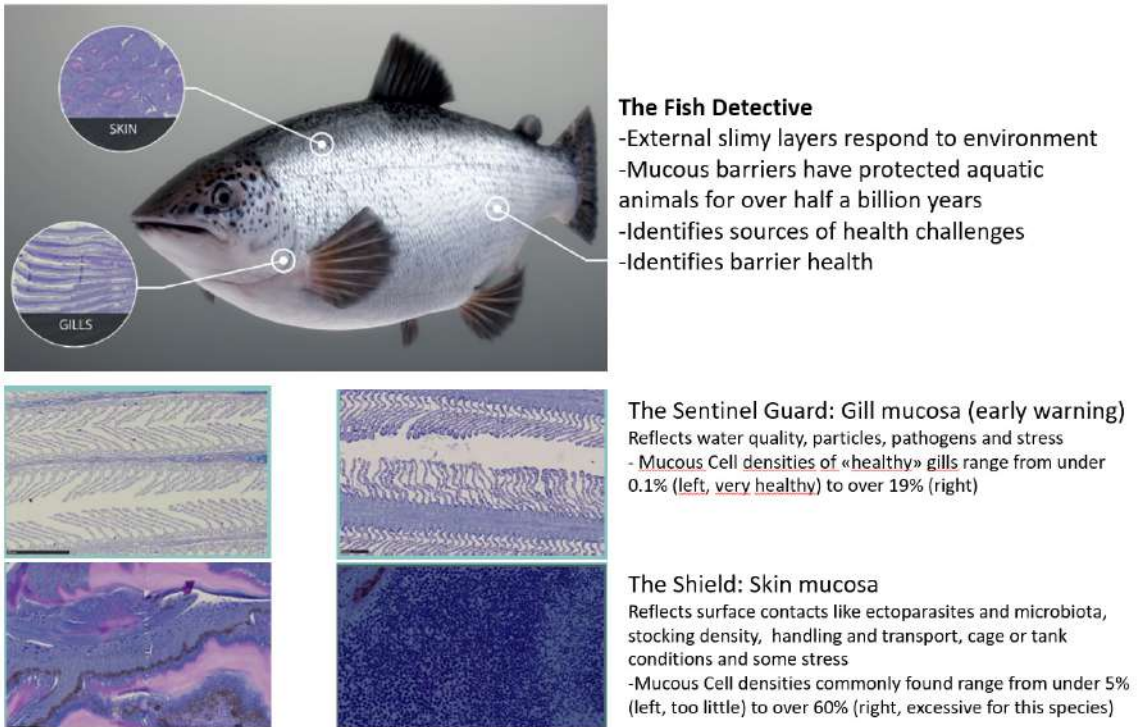 SKIN
GILLS
The Fish Detective
-External slimy layers respond to environment
-Mucous barriers have protected aquatic
animals for over half a billion years
-Identifies sources of health challenges
-Identifies barrier health
The Sentinel Guard: Gill mucosa (early warning)
Reflects water quality, particles, pathogens and stress
- Mucous Cell densities of «healthy» gills range from under
0.1% (left, very healthy) to over 19% (right)
The Shield: Skin mucosa
Reflects surface contacts like ectoparasites and microbiota,
stocking density,  handling and transport, cage or tank
conditions and some stress
-Mucous Cell densities commonly found range from under 5%
(left, too little) to over 60% (right, excessive for this species)